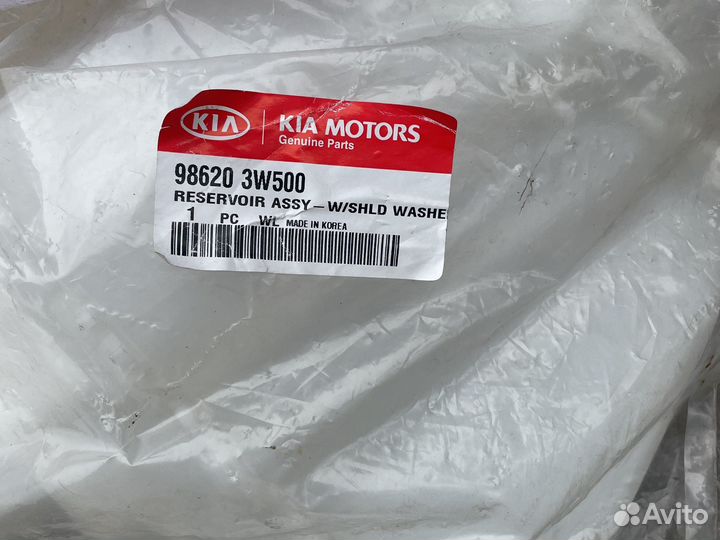 KIA
KIA MOTORS
Genuine Parts
98620 3W500
RESERVOIR ASSY-W/SHLD WASHE
1 PC WL MADE IN KOREA
Avito